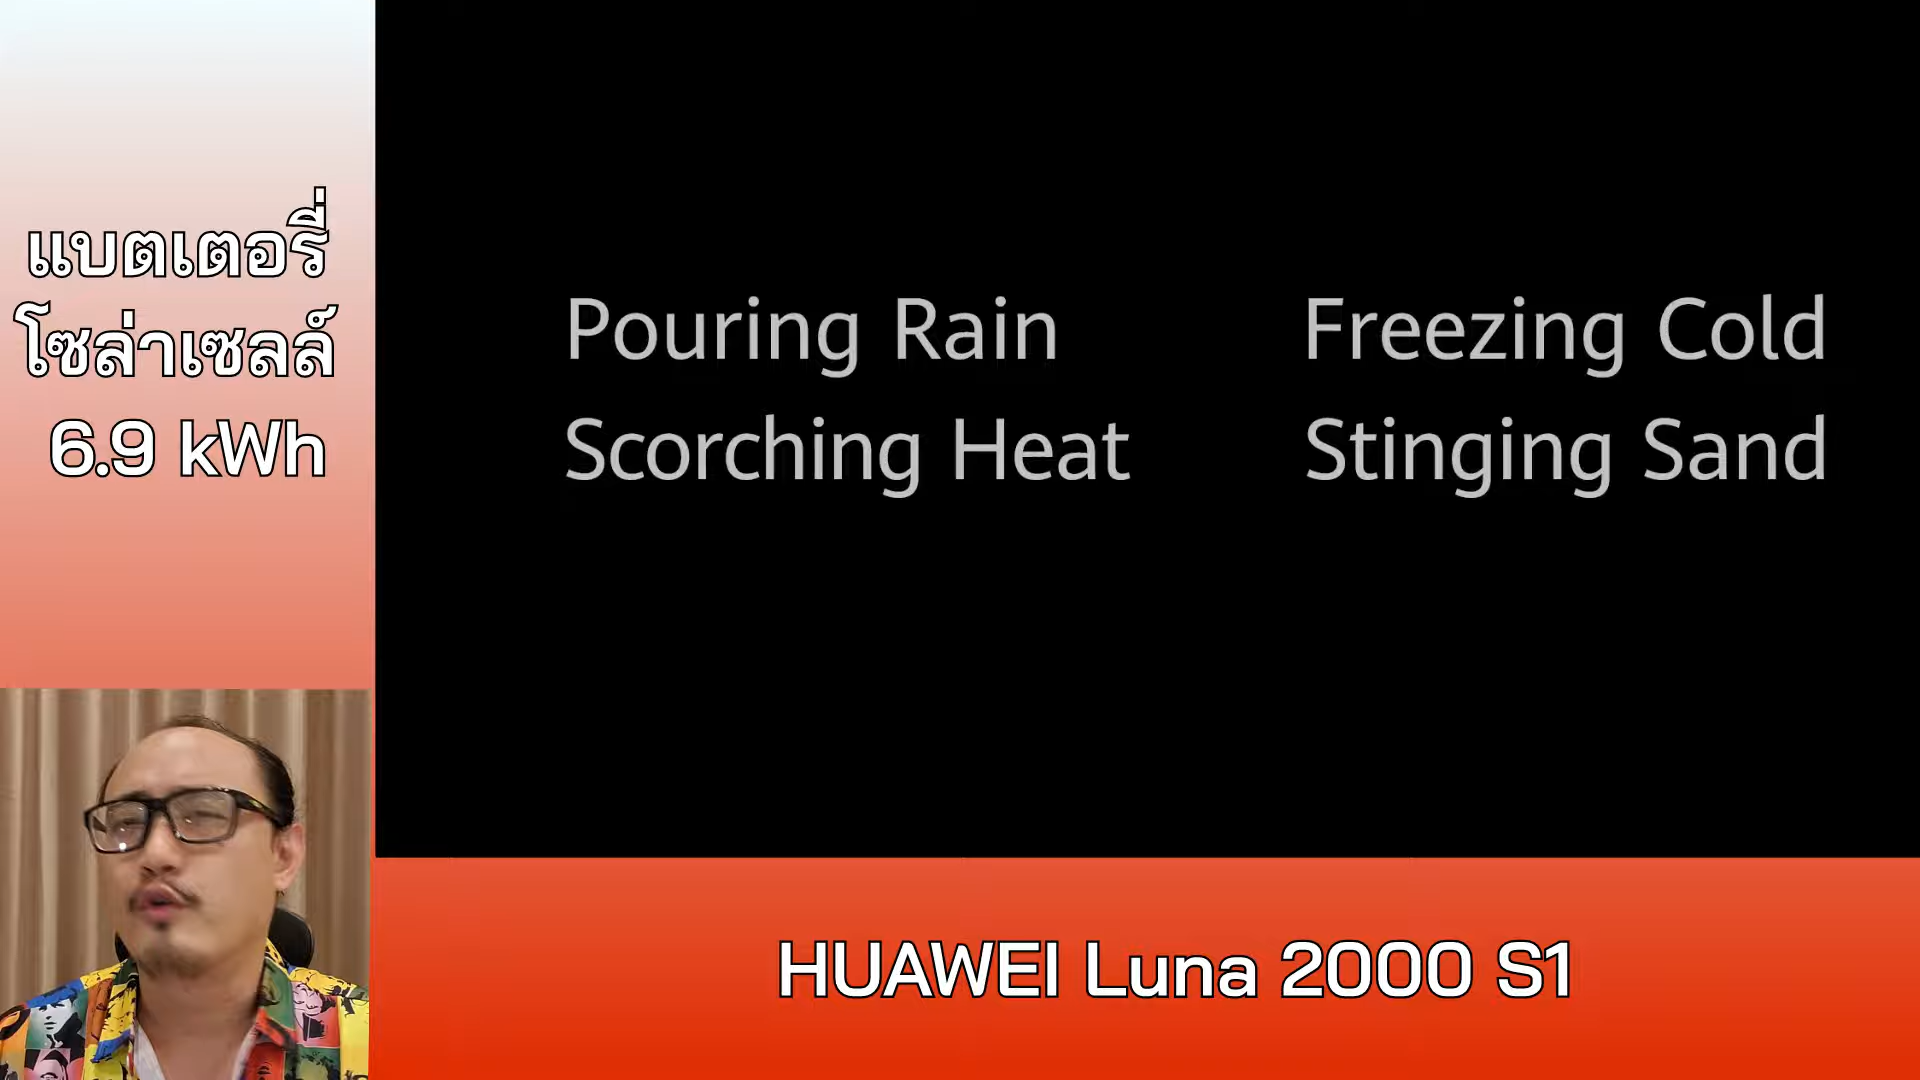 แบตเตอรี่
โซล่าเซลล์
6.9 kWh
Pouring Rain
Freezing Cold
Scorching Heat
Stinging Sand
HUAWEI Luna 2000 S1